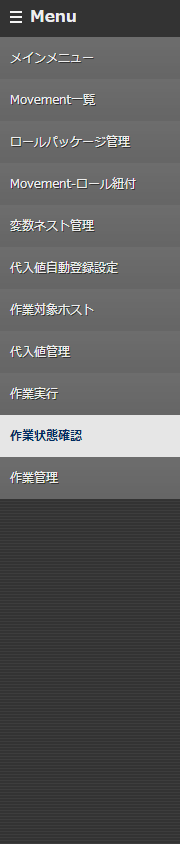 Menu
メインメニュー
Movement一覧
ロールパッケージ管理
Movement-ロール紐付
変数ネスト管理
代入値自動登録設定
作業対象ホスト
代入値管理
作業実行
作業状態確認
作業管理